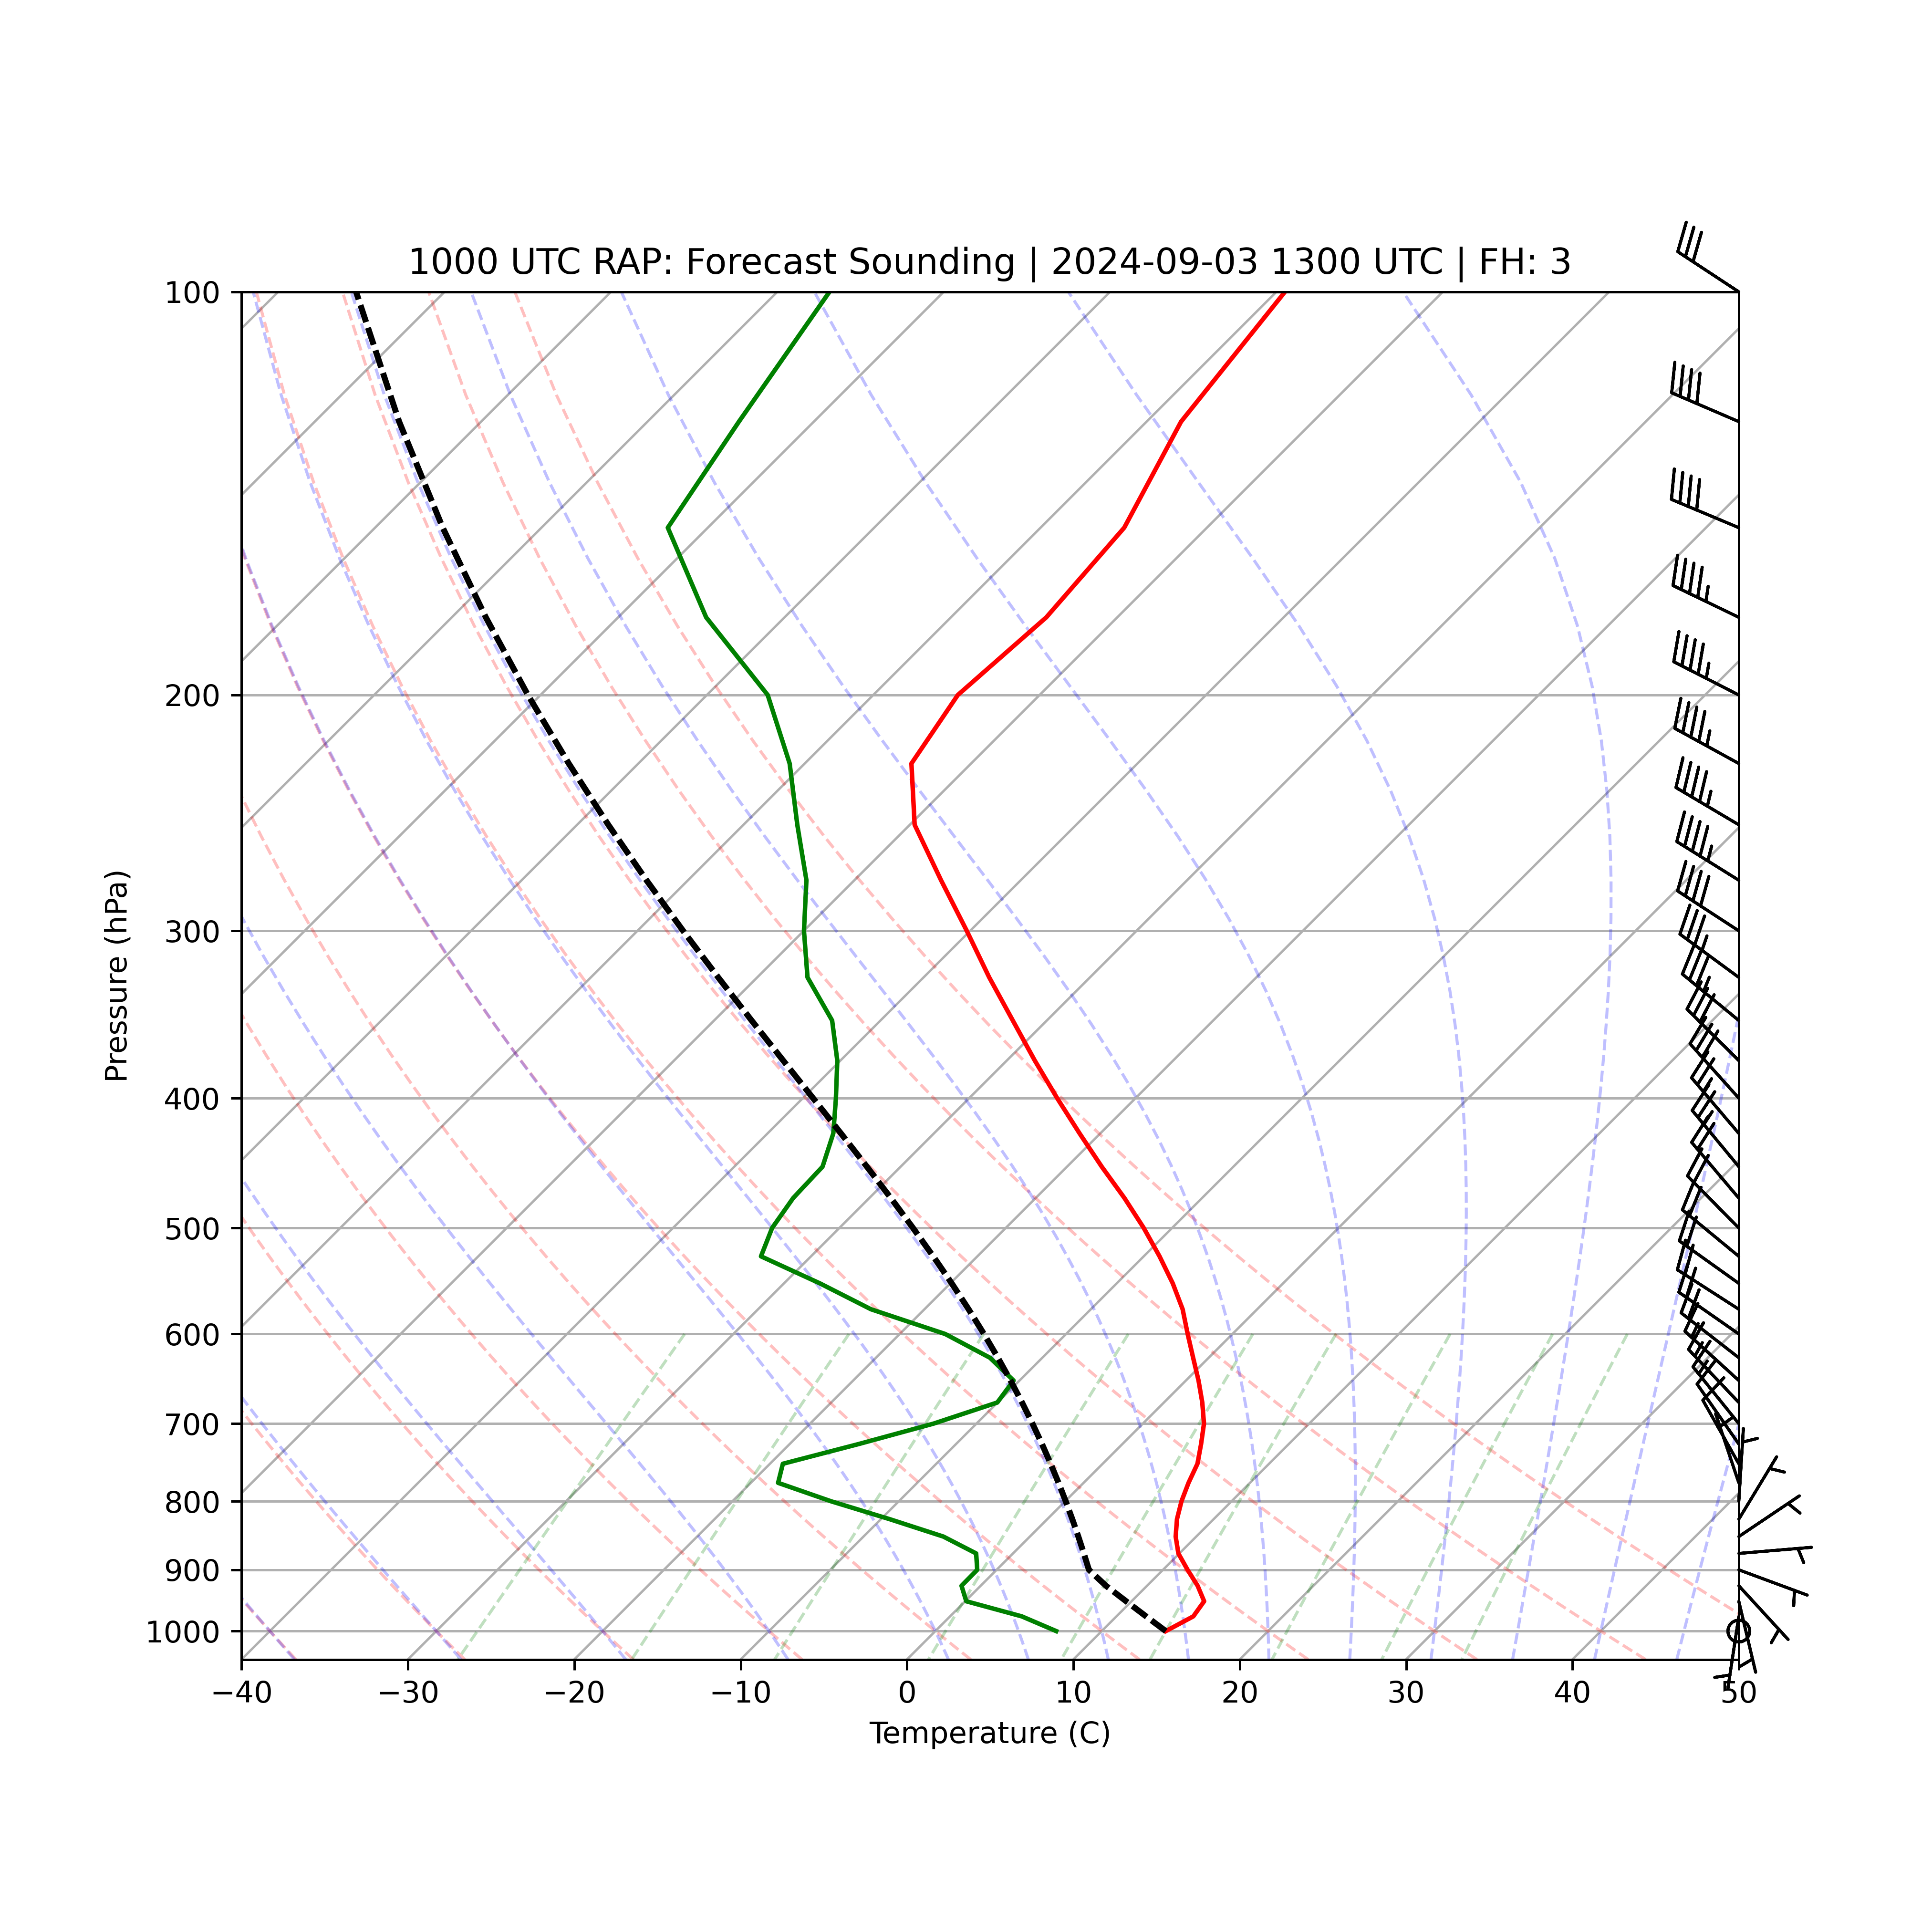 1000 UTC RAP: Forecast Sounding | 2024-09-03 1300 UTC | FH: 3
100
200
300
400
500
600
700
800
900
1000
Pressure (hPa)
−40 −30 −20 −10 0 10 20 30 40 50
Temperature (C)